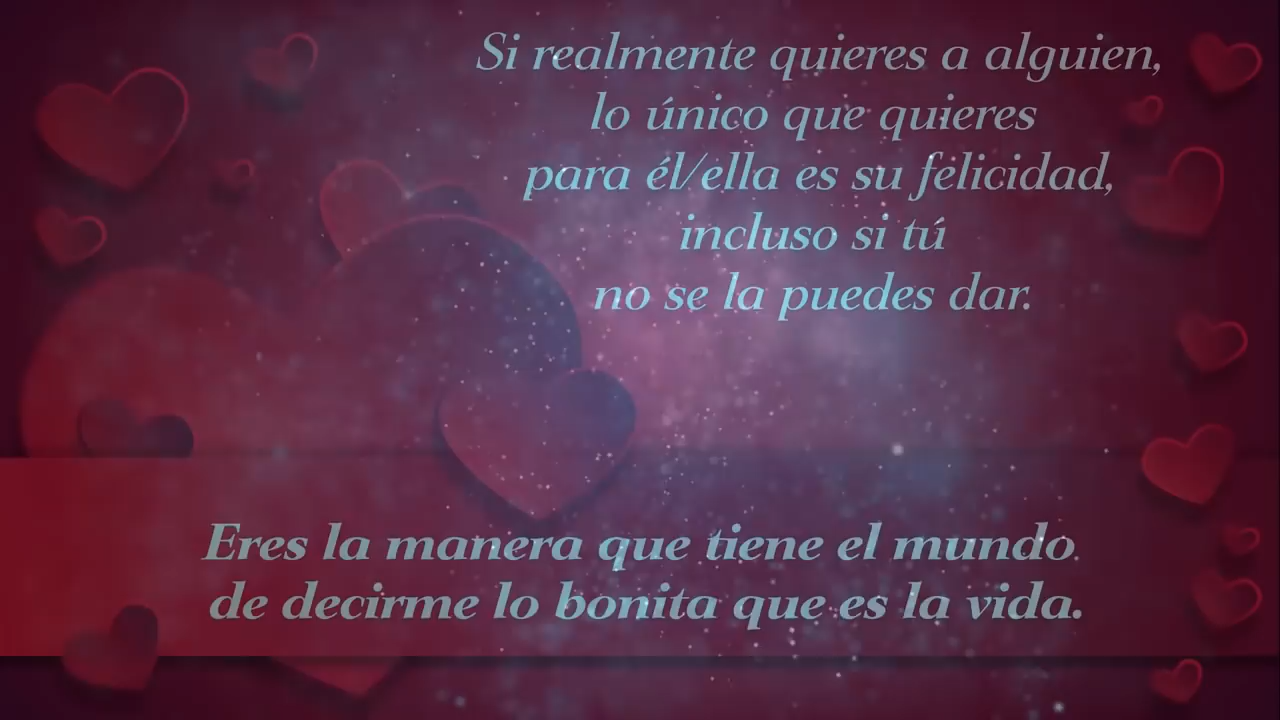 Si realmente quieres a alguien,
lo único que quieres
para él/ella es su felicidad,
incluso si tú
no se la puedes dar.
Eres la manera que tiene el mundo
de decirme lo bonita que es la vida.